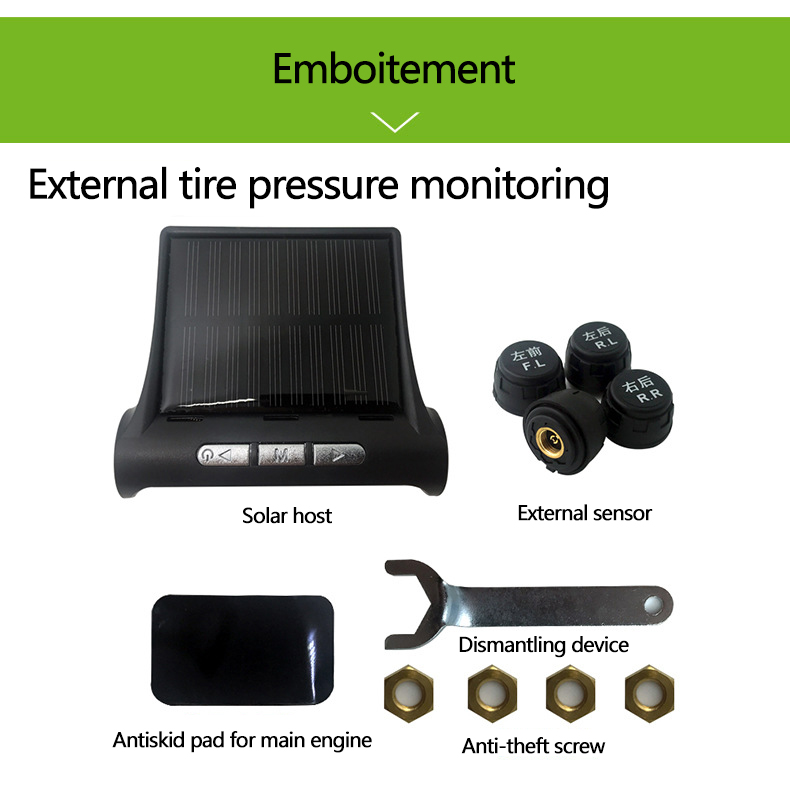 Emboitement
External tire pressure monitoring
左前
F.L
左后
R.L
右后
R.R
M
3
Solar host
External sensor
Dismantling device
Antiskid pad for main engine
Anti-theft screw